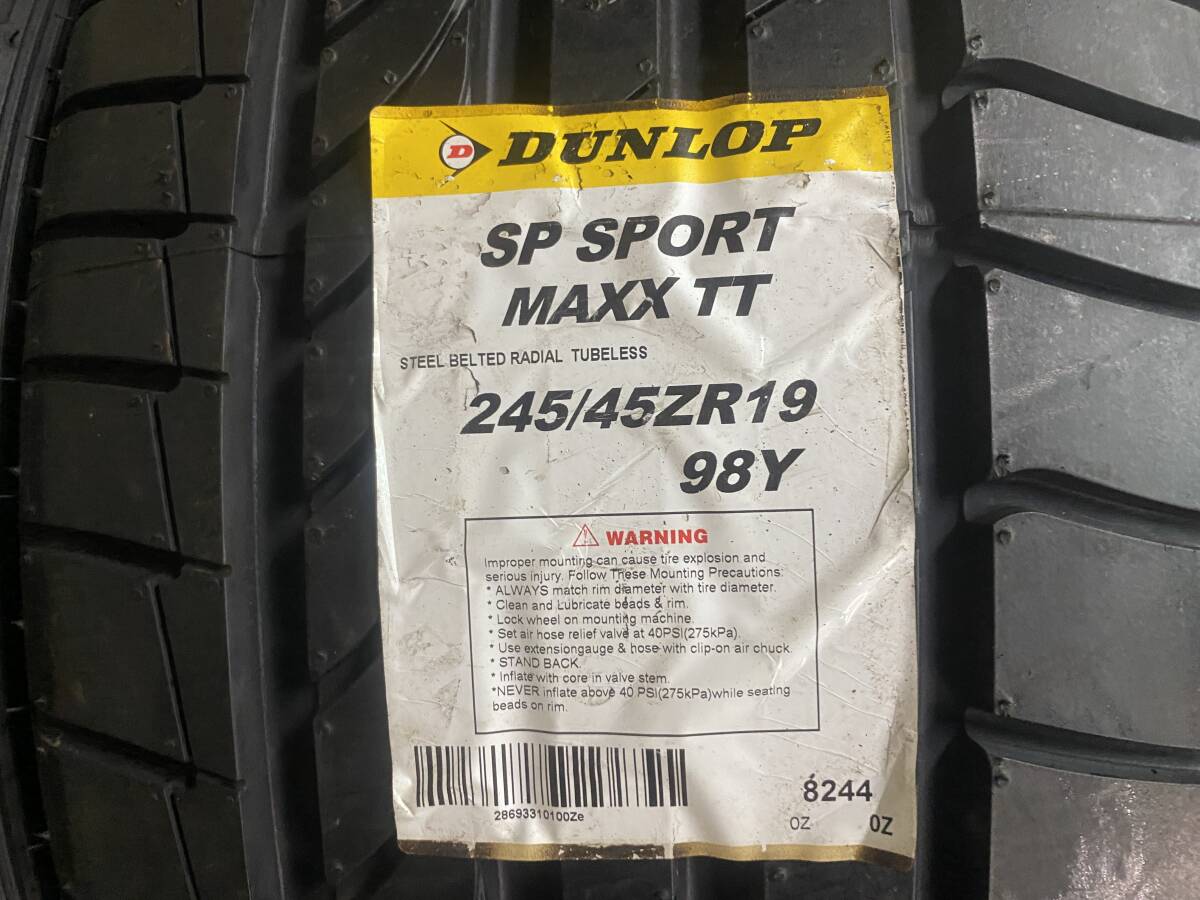 D DUNLOP
SP SPORT
MAXX TT
STEEL BELTED RADIAL TUBELESS
245/45ZR19
98Y
WARNING
Improper mounting can cause tire explosion and
serious injury. Follow These Mounting Precautions:
* ALWAYS match rim diameter with tire diameter.
* Clean and Lubricate beads & rim.
* Lock wheel on mounting machine.
* Set air hose relief valve at 40PSI(275kPa).
* Use extensiongauge & hose with clip-on air chuck.
* STAND BACK.
* Inflate with core in valve stem.
*NEVER inflate above 40 PSI(275kPa)while seating
beads on rim.
28693310100Ze
8244
OZ OZ